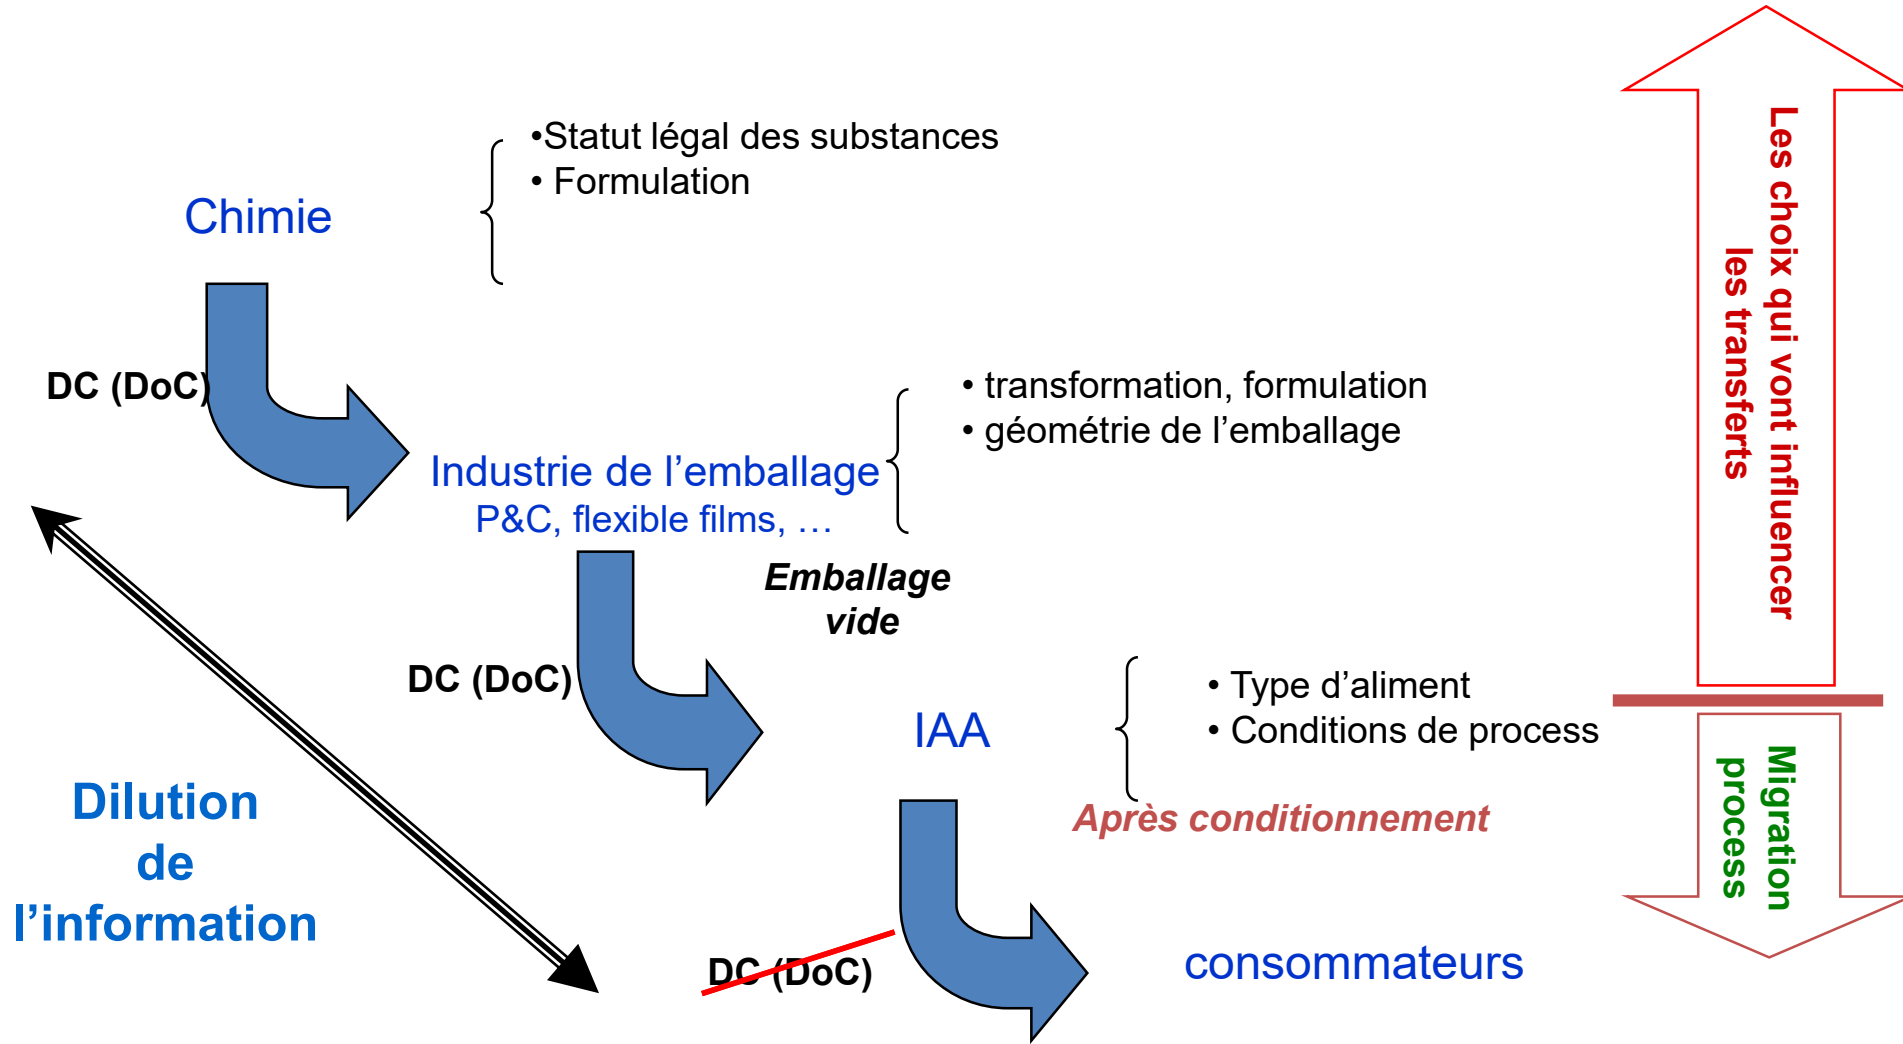 •Statut légal des substances
• Formulation
Chimie
DC (DoC)
• transformation, formulation
• géométrie de l’emballage
Industrie de l’emballage
P&C, flexible films, …
Emballage
vide
DC (DoC)
• Type d’aliment
• Conditions de process
IAA
Après conditionnement
Dilution
de
l’information
DC (DoC)
consommateurs
Les choix qui vont influencer
les transferts
Migration
process